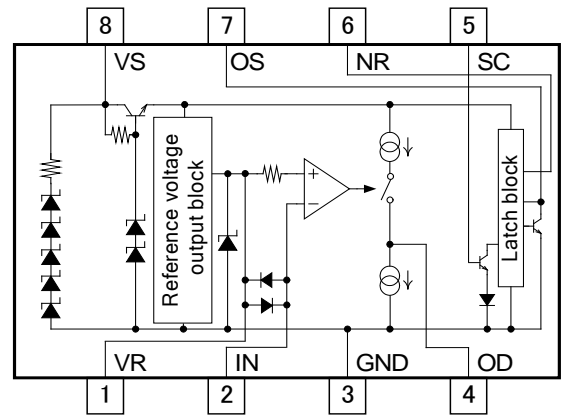 8 7 6 5
VS OS NR SC
Reference voltage
output block
+
−
Latch block
VR IN GND OD
1 2 3 4